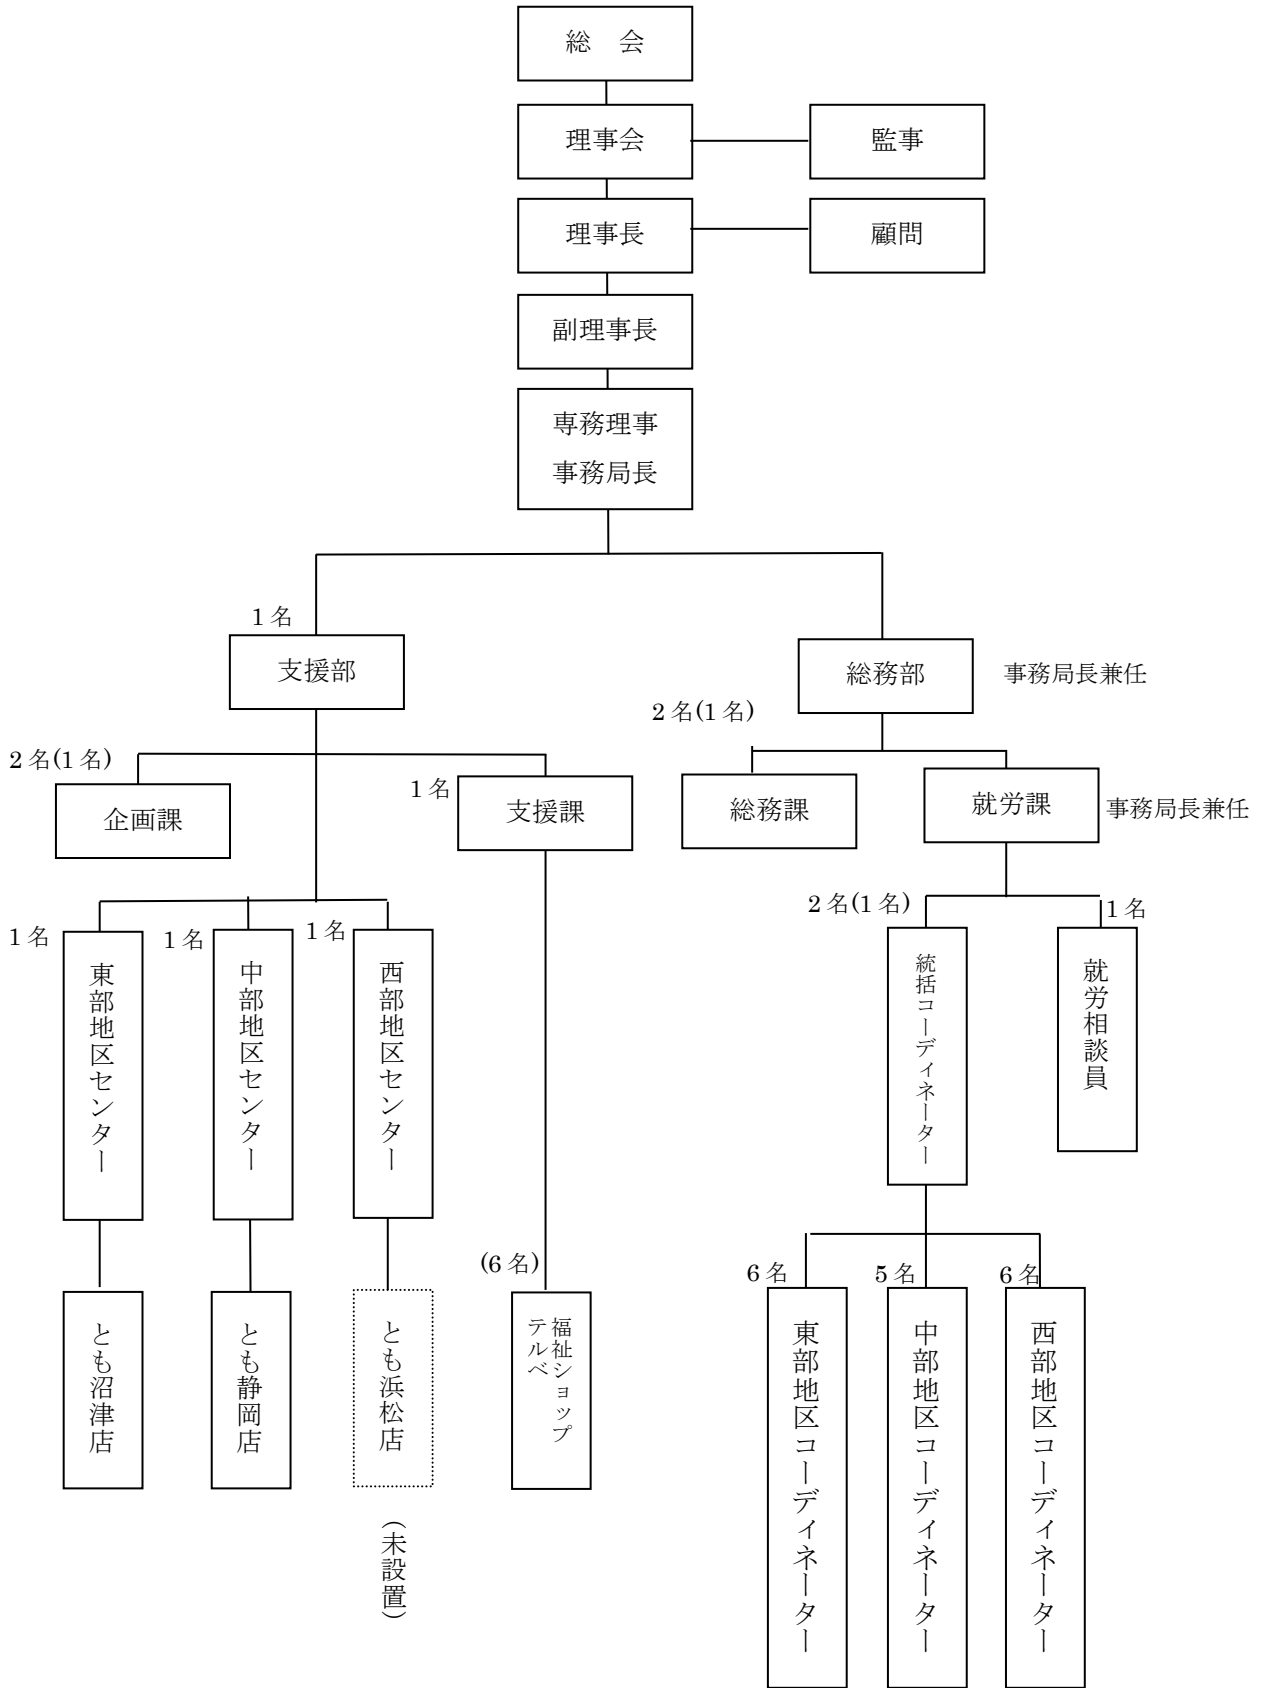 総　会
理事会
監事
理事長
顧問
副理事長
専務理事
事務局長
1名
支援部
総務部
事務局長兼任
2名(1名)
2名(1名)
企画課
1名
支援課
総務課
就労課
事務局長兼任
1名
東部地区センター
1名
中部地区センター
1名
西部地区センター
2名(1名)
統括コーディネーター
1名
就労相談員
とも沼津店
とも静岡店
とも浜松店
(未設置)
(6名)
福祉ショップ
テルベ
6名
東部地区コーディネーター
5名
中部地区コーディネーター
6名
西部地区コーディネーター